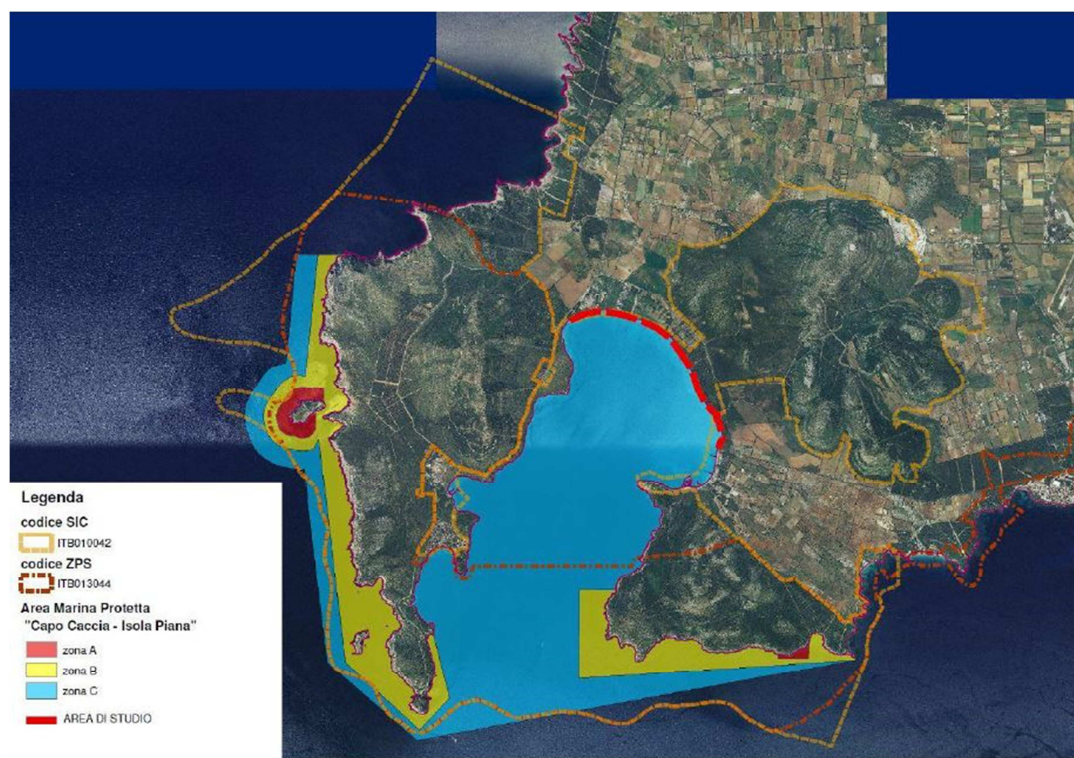 Legenda
codice SIC
ITB010042
codice ZPS
ITB013044
Area Marina Protetta
"Capo Caccia - Isola Piana"
zona A
zona B
zona C
AREA DI STUDIO